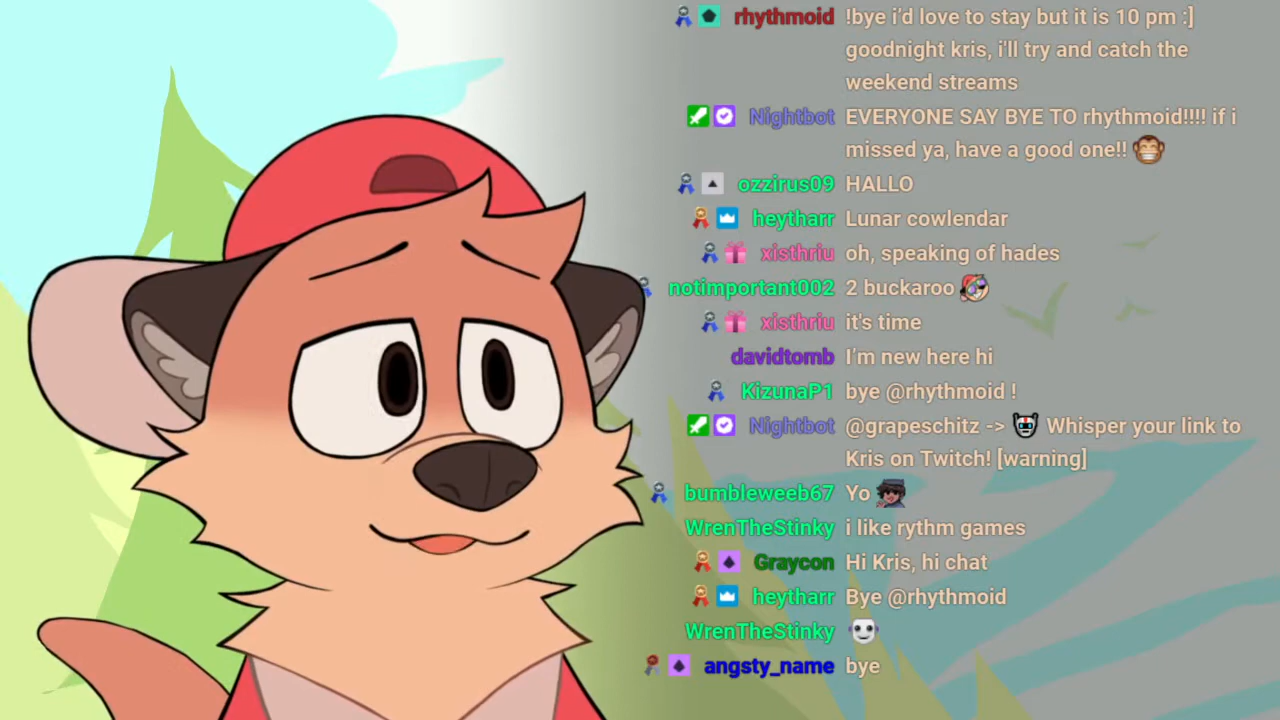 rhythmoid !bye i'd love to stay but it is 10 pm :]
goodnight kris, i'll try and catch the
weekend streams
Nightbot EVERYONE SAY BYE TO rhythmoid!!!! if i
missed ya, have a good one!!
ozzirus09 HALLO
heytharr Lunar cowlendar
xisthriu oh, speaking of hades
notimportant002 2 buckaroo
xisthriu it's time
davidtomb I'm new here hi
KizunaP1 bye @rhythmoid !
Nightbot @grapeschitz -> Whisper your link to
Kris on Twitch! [warning]
bumbleweeb67 Yo
WrenTheStinky i like rythm games
Graycon Hi Kris, hi chat
heytharr Bye @rhythmoid
WrenTheStinky
angsty_name bye